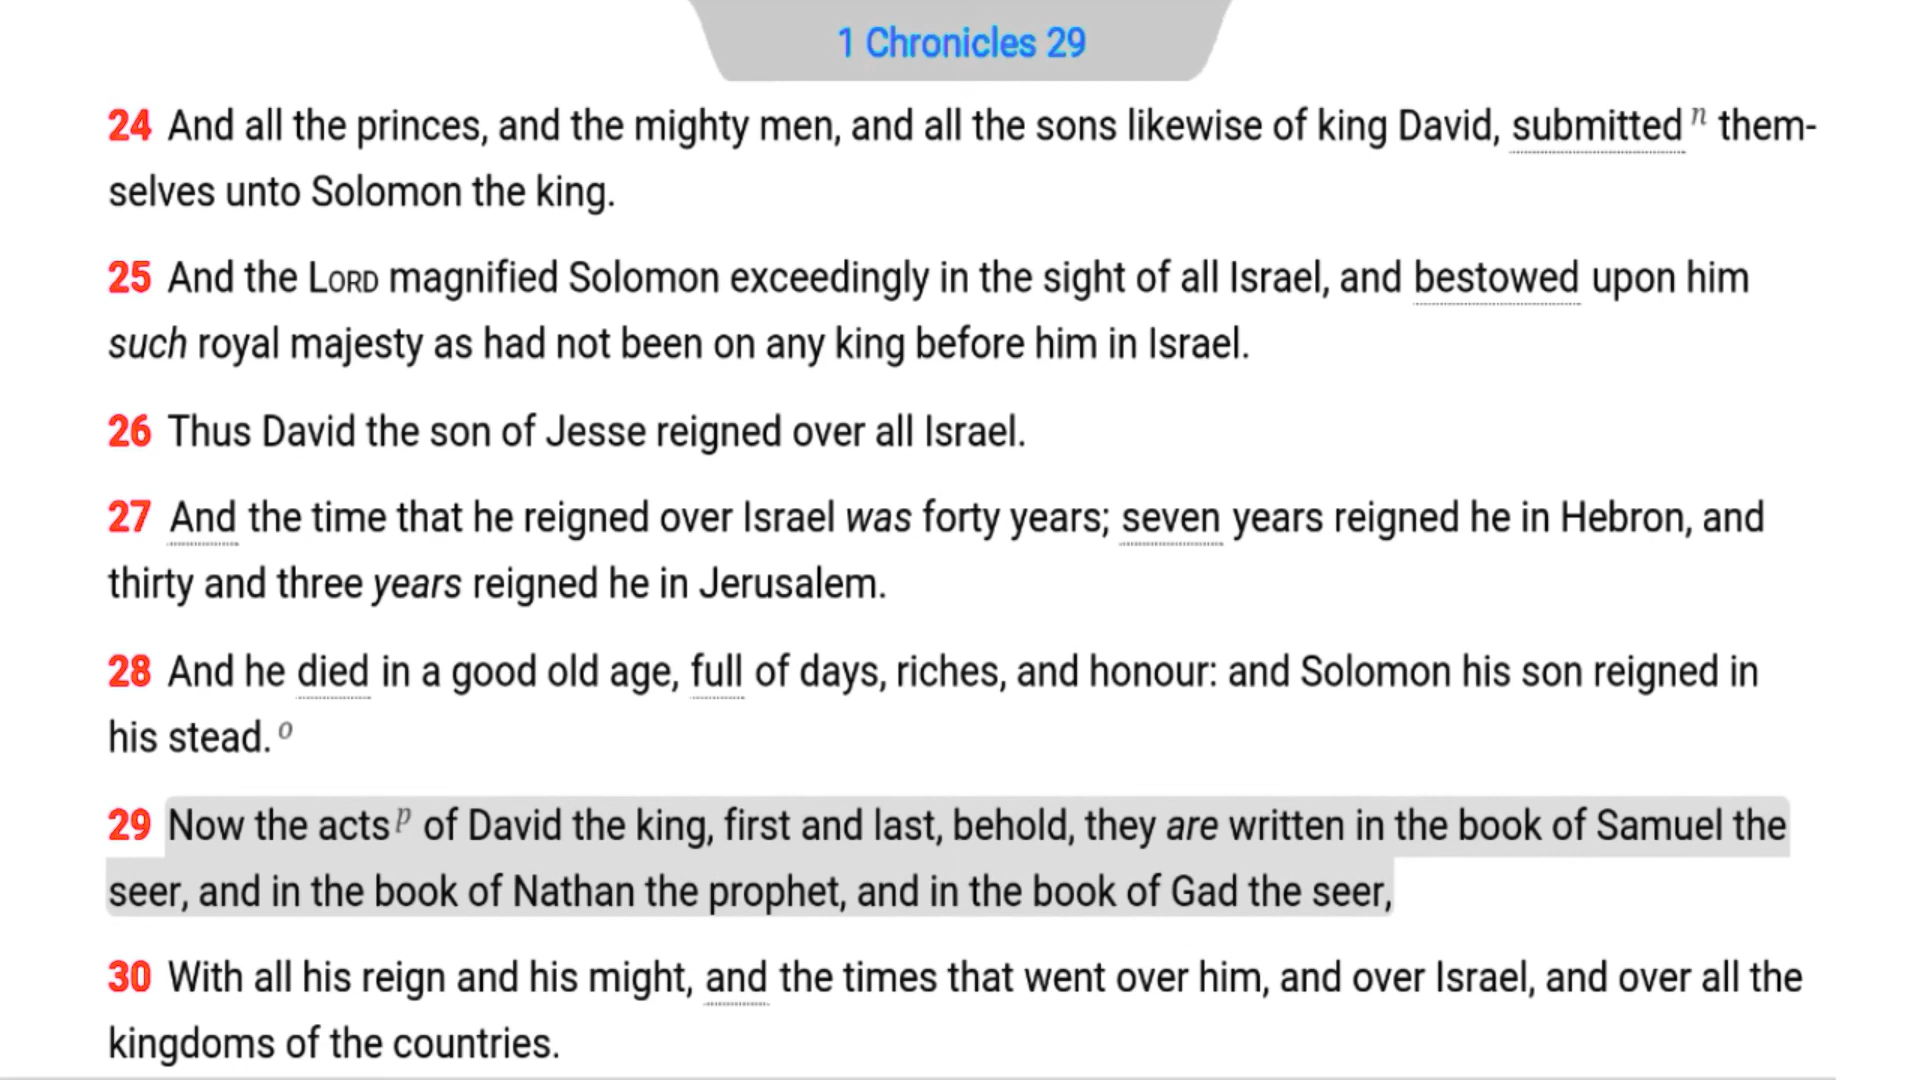 1 Chronicles 29
24 And all the princes, and the mighty men, and all the sons likewise of king David, submitted n them-
selves unto Solomon the king.
25 And the LORD magnified Solomon exceedingly in the sight of all Israel, and bestowed upon him
such royal majesty as had not been on any king before him in Israel.
26 Thus David the son of Jesse reigned over all Israel.
27 And the time that he reigned over Israel was forty years; seven years reigned he in Hebron, and
thirty and three years reigned he in Jerusalem.
28 And he died in a good old age, full of days, riches, and honour: and Solomon his son reigned in
his stead. o
29 Now the acts p of David the king, first and last, behold, they are written in the book of Samuel the
seer, and in the book of Nathan the prophet, and in the book of Gad the seer,
30 With all his reign and his might, and the times that went over him, and over Israel, and over all the
kingdoms of the countries.